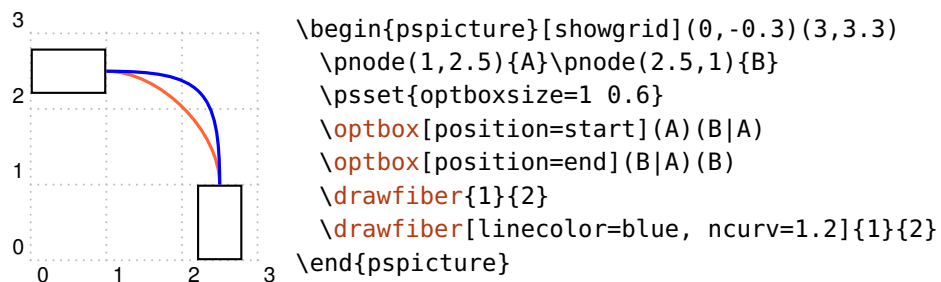 3
2
1
0
0 1 2 3
\begin{pspicture}[showgrid](0,-0.3)(3,3.3)
\pnode(1,2.5){A}\pnode(2.5,1){B}
\psset{optboxsize=1 0.6}
\optbox[position=start](A)(B|A)
\optbox[position=end](B|A)(B)
\drawfiber{1}{2}
\drawfiber[linecolor=blue, ncurv=1.2]{1}{2}
\end{pspicture}